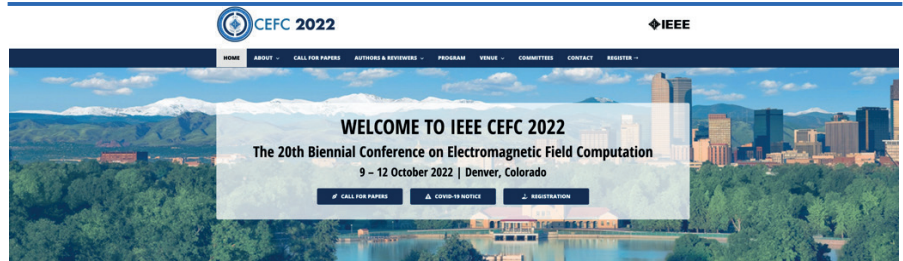 CEFC 2022
IEEE
HOME ABOUT CALL FOR PAPERS AUTHORS & REVIEWERS PROGRAM VENUE COMMITTEES CONTACT REGISTER →
WELCOME TO IEEE CEFC 2022
The 20th Biennial Conference on Electromagnetic Field Computation
9 – 12 October 2022 | Denver, Colorado
CALL FOR PAPERS COVID-19 NOTICE REGISTRATION